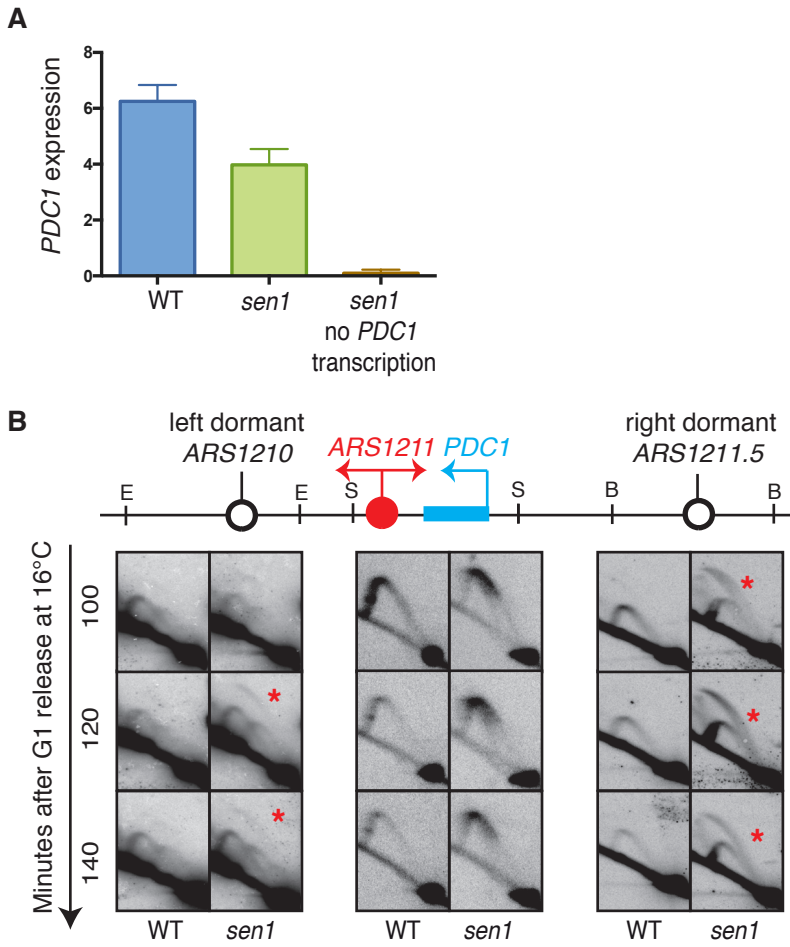 A
PDC1 expression
8
6
4
2
0
WT
sen1
sen1
no PDC1
transcription
B
left dormant
ARS1210
ARS1211
PDC1
right dormant
ARS1211.5
E
E
S
S
B
B
Minutes after G1 release at 16°C
100
*
120
*
*
140
*
*
WT
sen1
WT
sen1
WT
sen1